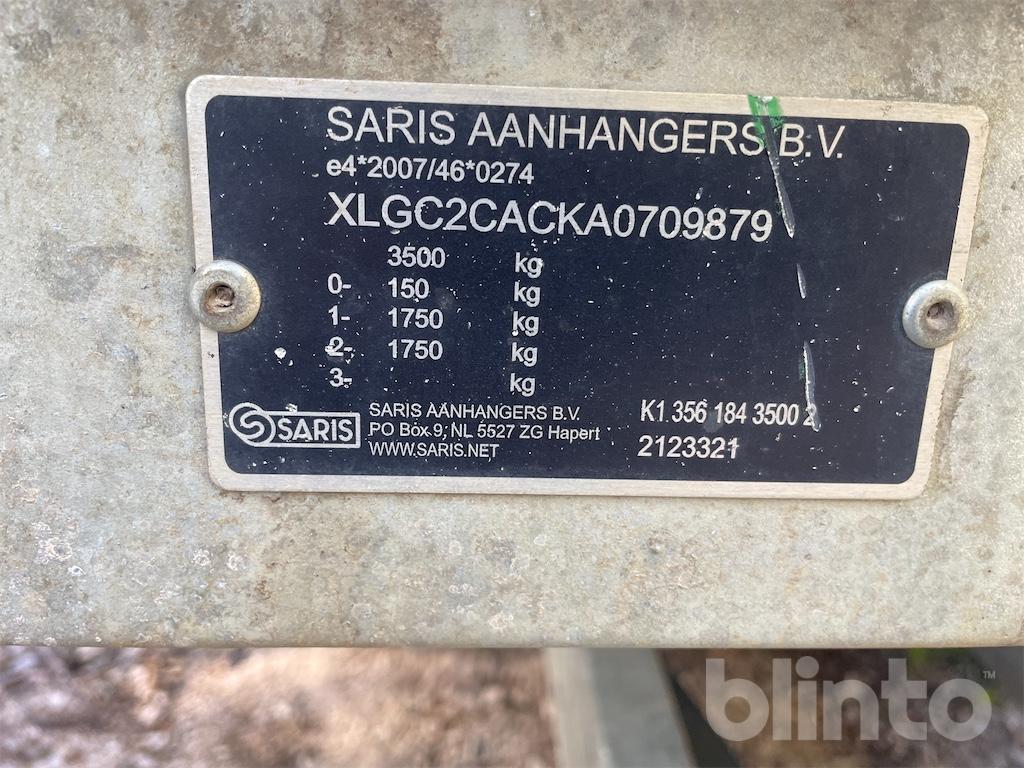 SARIS AANHANGERS B.V.
e4*2007/46*0274
XLGC2CACKA0709879
3500 kg
0- 150 kg
1- 1750 kg
2- 1750 kg
3- kg
SARIS
SARIS AANHANGERS B.V.
PO Box 9, NL 5527 ZG Hapert
WWW.SARIS.NET
K1 356 184 3500 2
2123321
blinto™